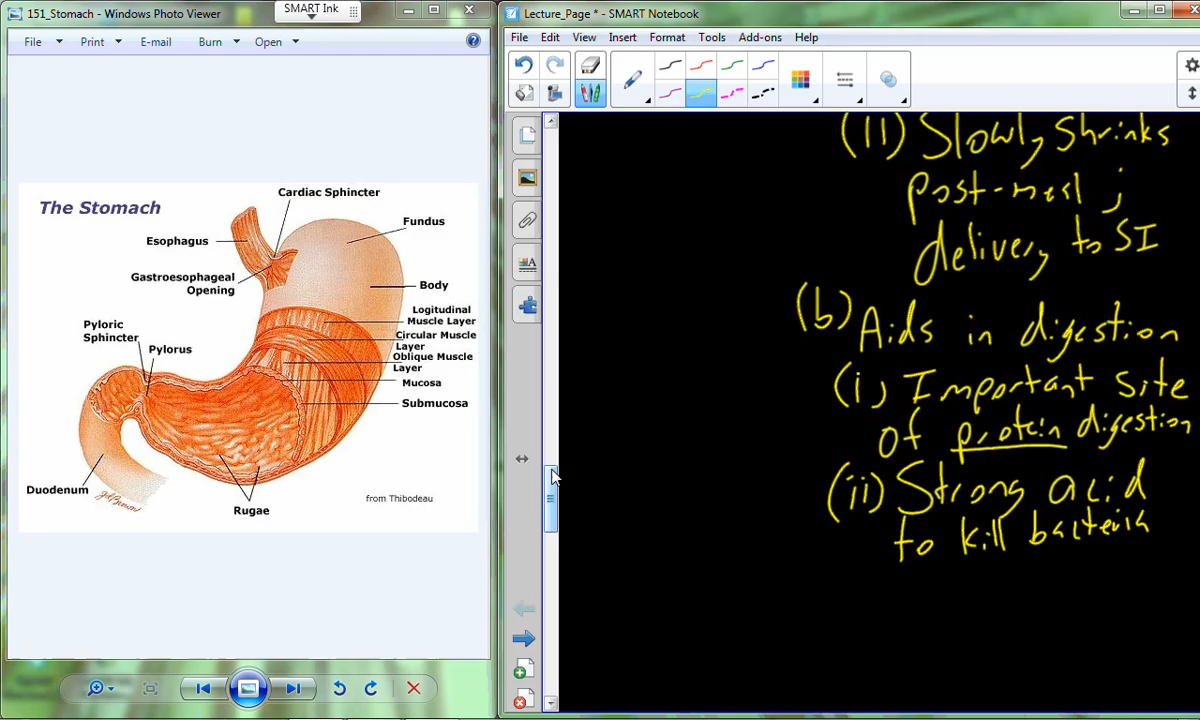 151_Stomach - Windows Photo Viewer
SMART Ink
File Print E-mail Burn Open
The Stomach
Cardiac Sphincter
Fundus
Esophagus
Gastroesophageal
Opening
Body
Logitudinal
Muscle Layer
Circular Muscle
Layer
Oblique Muscle
Layer
Mucosa
Submucosa
Pyloric
Sphincter
Pylorus
Duodenum
Rugae
from Thibodeau
Lecture_Page * - SMART Notebook
File Edit View Insert Format Tools Add-ons Help
(ii) Slowly shrinks
post-meal ;
delivery to SI
(b) Aids in digestion
(i) Important site
of protein digestion
(ii) Strong acid
to kill bacteria